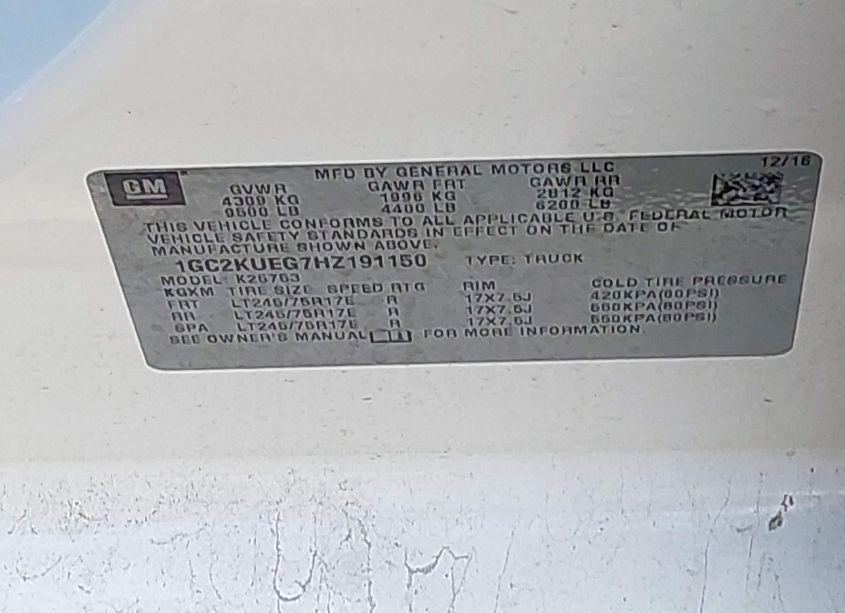 GM
MFD BY GENERAL MOTORS LLC 12/16
GVWR GAWR FRT GAWR RR
4309 KG 1996 KG 2812 KG
9500 LB 4400 LB 6200 LB
THIS VEHICLE CONFORMS TO ALL APPLICABLE U.S. FEDERAL MOTOR
VEHICLE SAFETY STANDARDS IN EFFECT ON THE DATE OF
MANUFACTURE SHOWN ABOVE.
1GC2KUEG7HZ191150 TYPE: TRUCK
MODEL: K25753
KGXM TIRE SIZE SPEED RTG RIM COLD TIRE PRESSURE
FRT LT245/75R17E R 17X7.5J 420KPA(60PSI)
RR LT245/75R17E R 17X7.5J 550KPA(80PSI)
SPA LT245/75R17E R 17X7.5J 550KPA(80PSI)
SEE OWNER'S MANUAL FOR MORE INFORMATION.